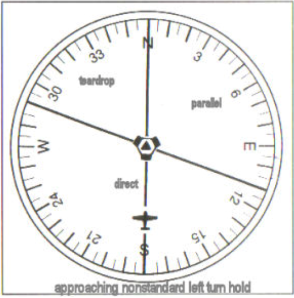 N
33
3
30
teardrop
6
parallel
W
E
24
direct
12
21
15
S
approaching nonstandard left turn hold